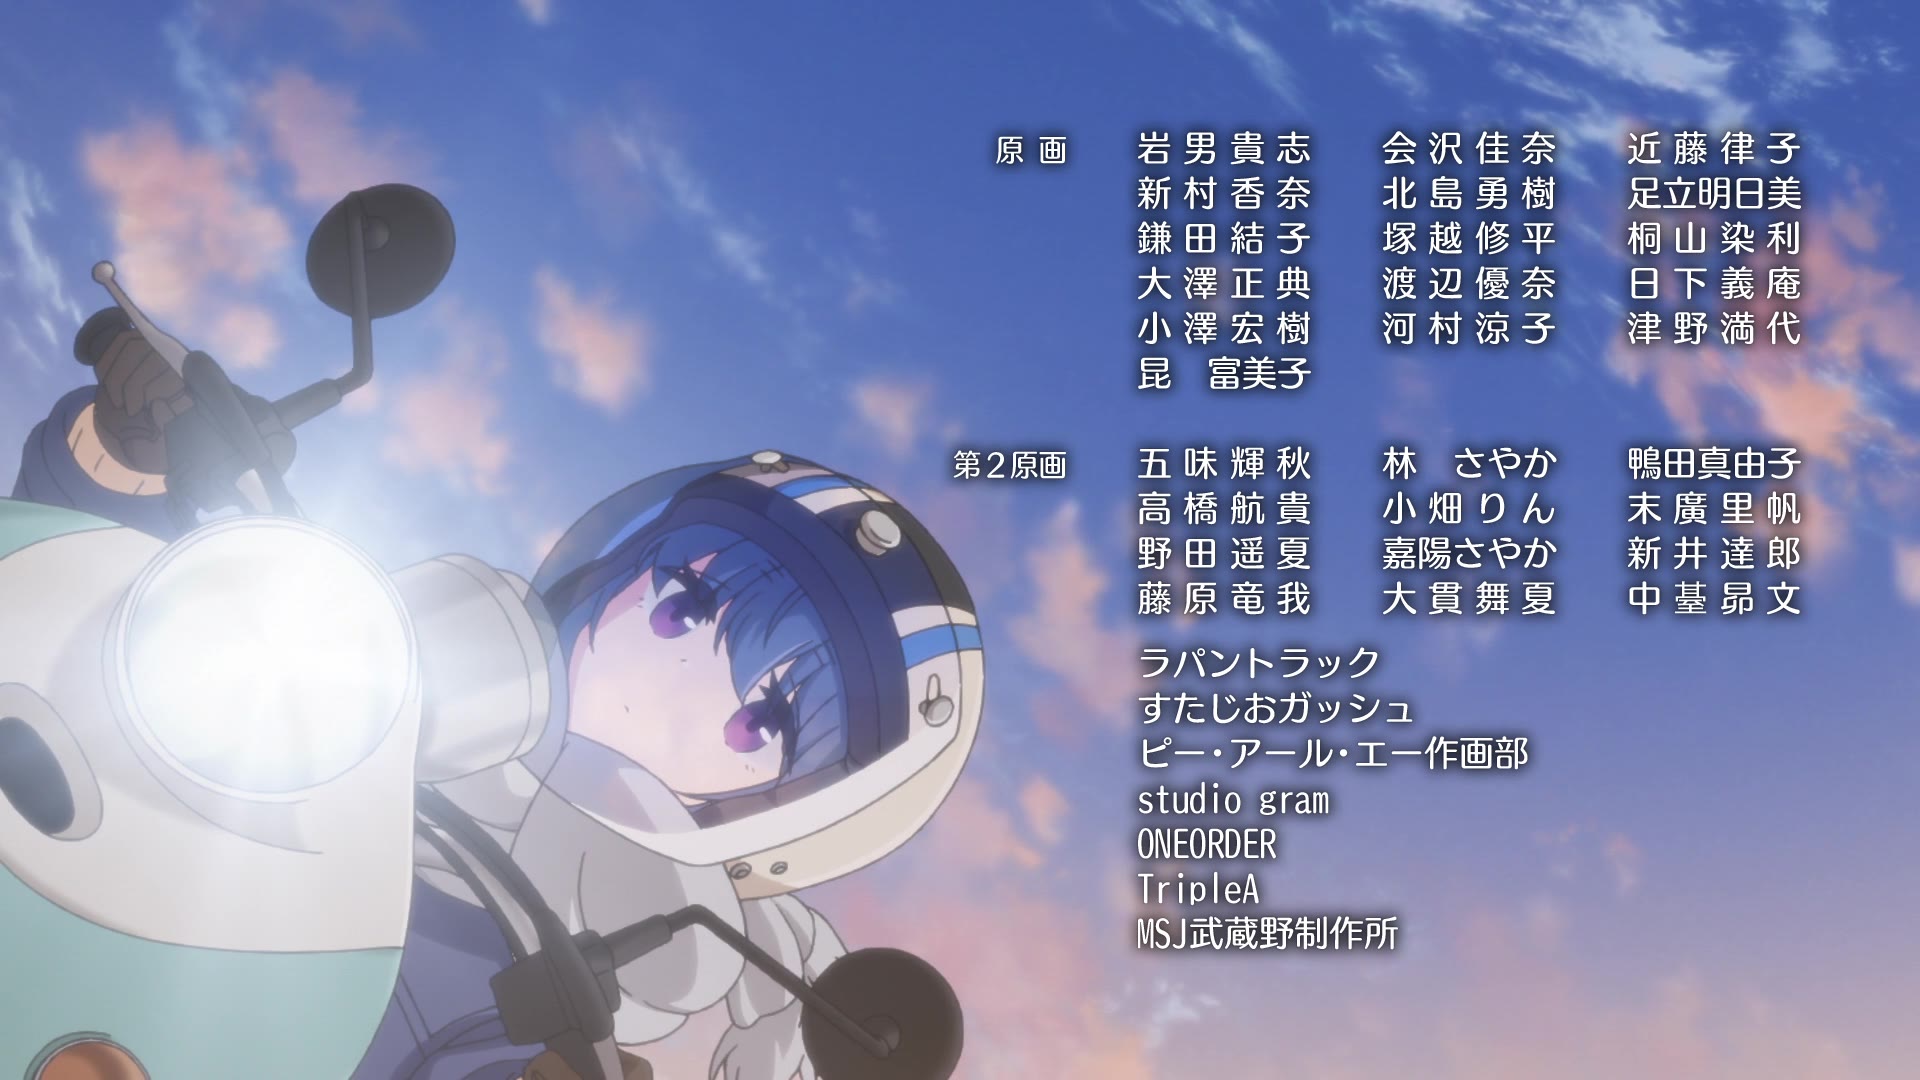 原画 岩男貴志 会沢佳奈 近藤律子
新村香奈 北島勇樹 足立明日美
鎌田結子 塚越修平 桐山染利
大澤正典 渡辺優奈 日下義庵
小澤宏樹 河村涼子 津野満代
昆 富美子
第2原画 五味輝秋 林 さやか 鴨田真由子
高橋航貴 小畑りん 末廣里帆
野田遥夏 嘉陽さやか 新井達郎
藤原竜我 大貫舞夏 中墓昴文
ラパントラック
すたじおガッシュ
ピー・アール・エー作画部
studio gram
ONEORDER
TripleA
MSJ武蔵野制作所